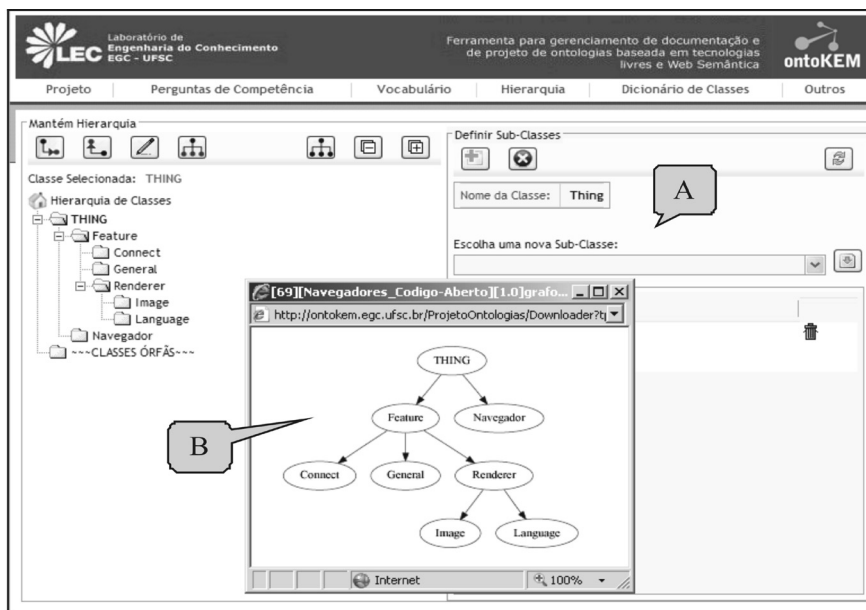 Laboratório de
LEC Engenharia do Conhecimento
EGC - UFSC
Ferramenta para gerenciamento de documentação e
de projeto de ontologias baseada em tecnologias
livres e Web Semântica
ontoKEM
Projeto Perguntas de Competência Vocabulário Hierarquia Dicionário de Classes Outros
Mantém Hierarquia
Classe Selecionada: THING
Hierarquia de Classes
THING
Feature
Connect
General
Renderer
Image
Language
Navegador
~~~CLASSES ÓRFÃS~~~
Definir Sub-Classes
Nome da Classe: Thing
A
Escolha uma nova Sub-Classe:
[69][Navegadores_Codigo-Aberto][1.0]grafo...
http://ontokem.egc.ufsc.br/ProjetoOntologias/Downloader?tp
THING
Feature Navegador
Connect General Renderer
Image Language
B
Internet 100%